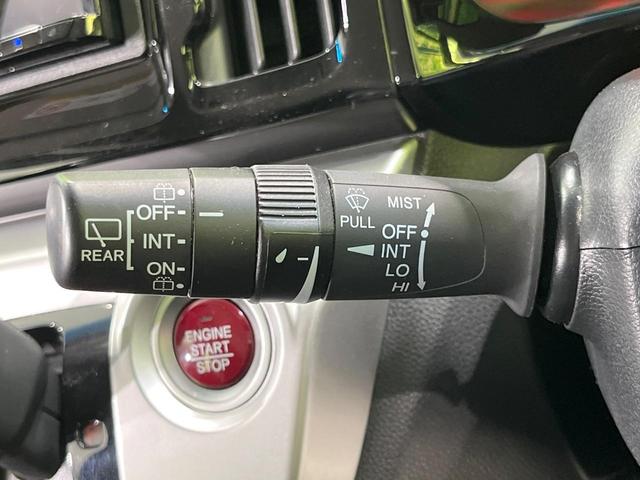 OFF
INT
REAR
ON
PULL
MIST
OFF
INT
LO
HI
ENGINE
START
STOP